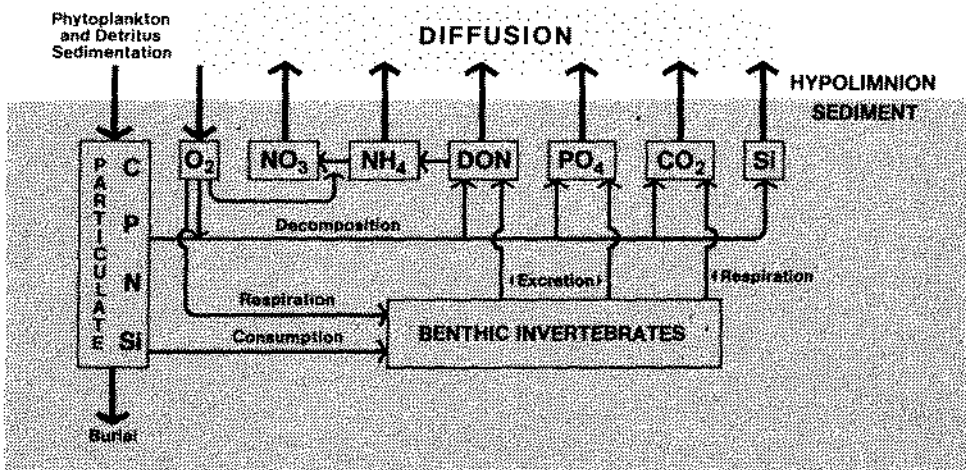 Phytoplankton
and Detritus
Sedimentation
DIFFUSION
HYPOLIMNION
SEDIMENT
PARTICULATE
C
P
N
Si
O₂
NO₃
NH₄
DON
PO₄
CO₂
Si
Decomposition
Excretion
Respiration
Respiration
Consumption
BENTHIC INVERTEBRATES
Burial